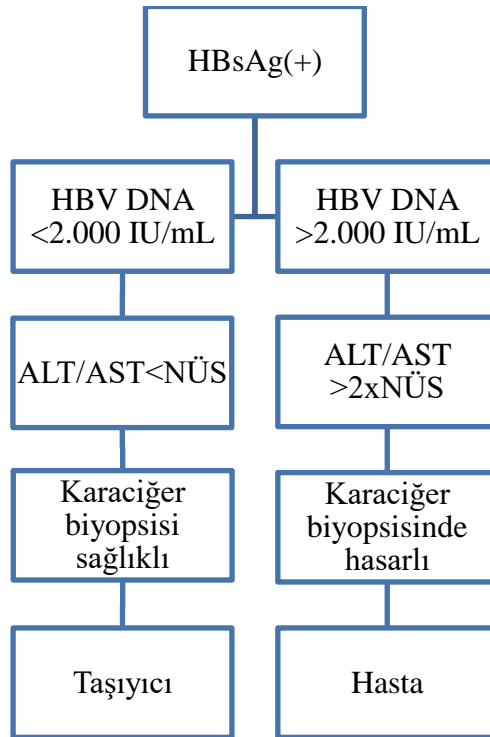 HBsAg(+)
HBV DNA
<2.000 IU/mL
HBV DNA
>2.000 IU/mL
ALT/AST<NÜS
ALT/AST
>2xNÜS
Karaciğer
biyopsisi
sağlıklı
Karaciğer
biyopsisinde
hasarlı
Taşıyıcı
Hasta